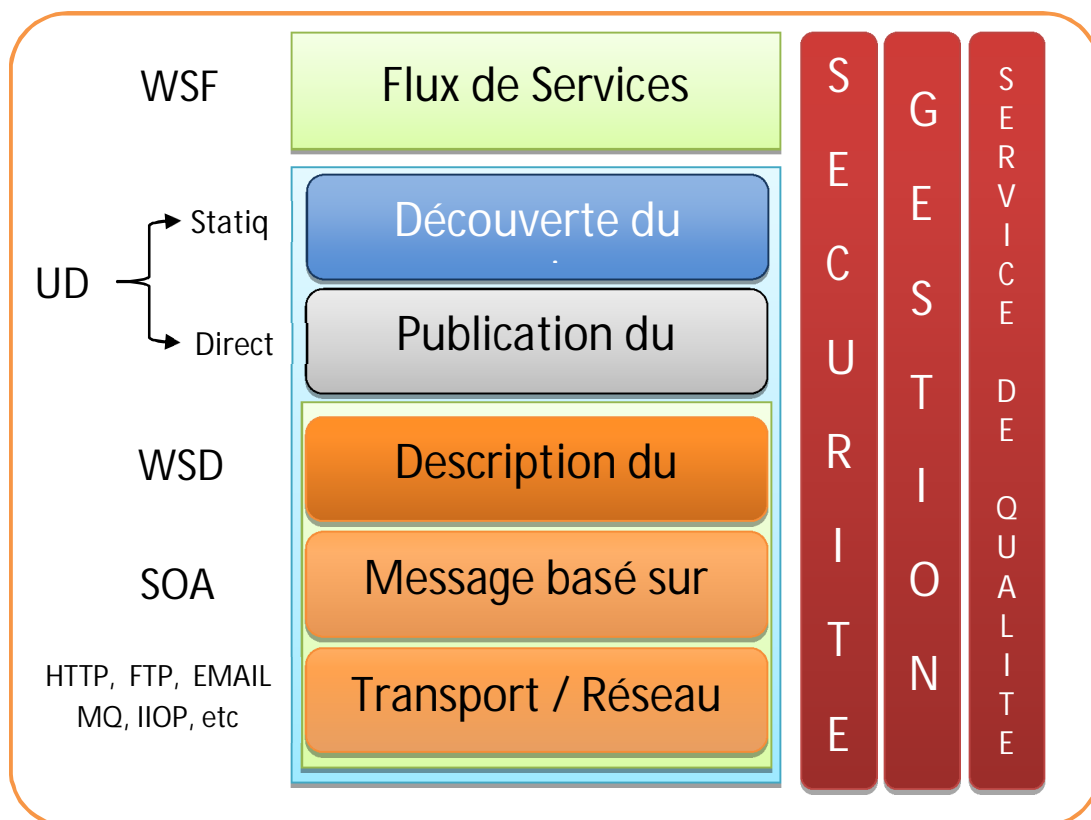 WSF
Flux de Services
Statiq
Découverte du
UD
Direct
Publication du
WSD
Description du
SOA
Message basé sur
HTTP, FTP, EMAIL
MQ, IIOP, etc
Transport / Réseau
SECURITE
GESTION
SERVICE DE QUALITE